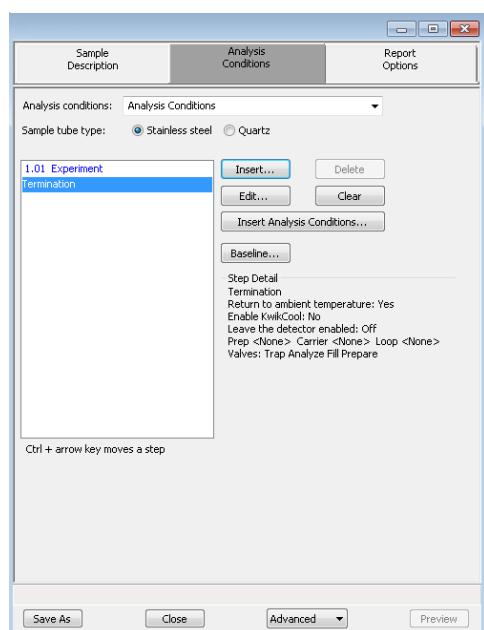 Sample Description
Analysis Conditions
Report Options
Analysis conditions: Analysis Conditions
Sample tube type: Stainless steel Quartz
1.01 Experiment
Termination
Insert...
Delete
Edit...
Clear
Insert Analysis Conditions...
Baseline...
Step Detail
Termination
Return to ambient temperature: Yes
Enable KwikCool: No
Leave the detector enabled: Off
Prep <None> Carrier <None> Loop <None>
Valves: Trap Analyze Fill Prepare
Ctrl + arrow key moves a step
Save As
Close
Advanced
Preview